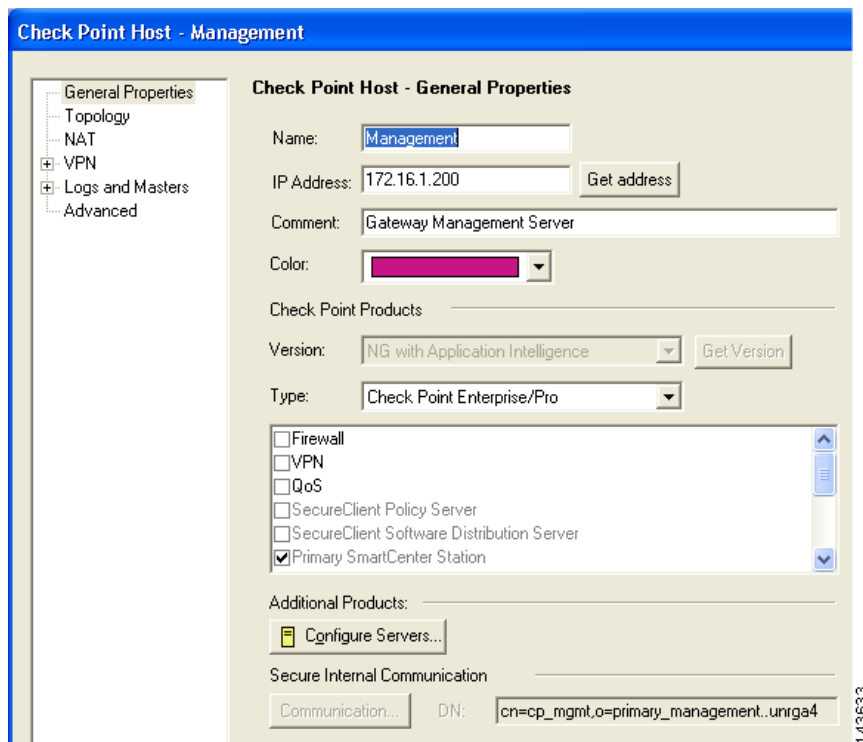 Check Point Host - Management
General Properties
Topology
NAT
VPN
Logs and Masters
Advanced
Check Point Host - General Properties
Name: Management
IP Address: 172.16.1.200 Get address
Comment: Gateway Management Server
Color:
Check Point Products
Version: NG with Application Intelligence Get Version
Type: Check Point Enterprise/Pro
Firewall
VPN
QoS
SecureClient Policy Server
SecureClient Software Distribution Server
Primary SmartCenter Station
Additional Products:
Configure Servers...
Secure Internal Communication
Communication... DN: cn=cp_mgmt,o=primary_management..unrga4
143633